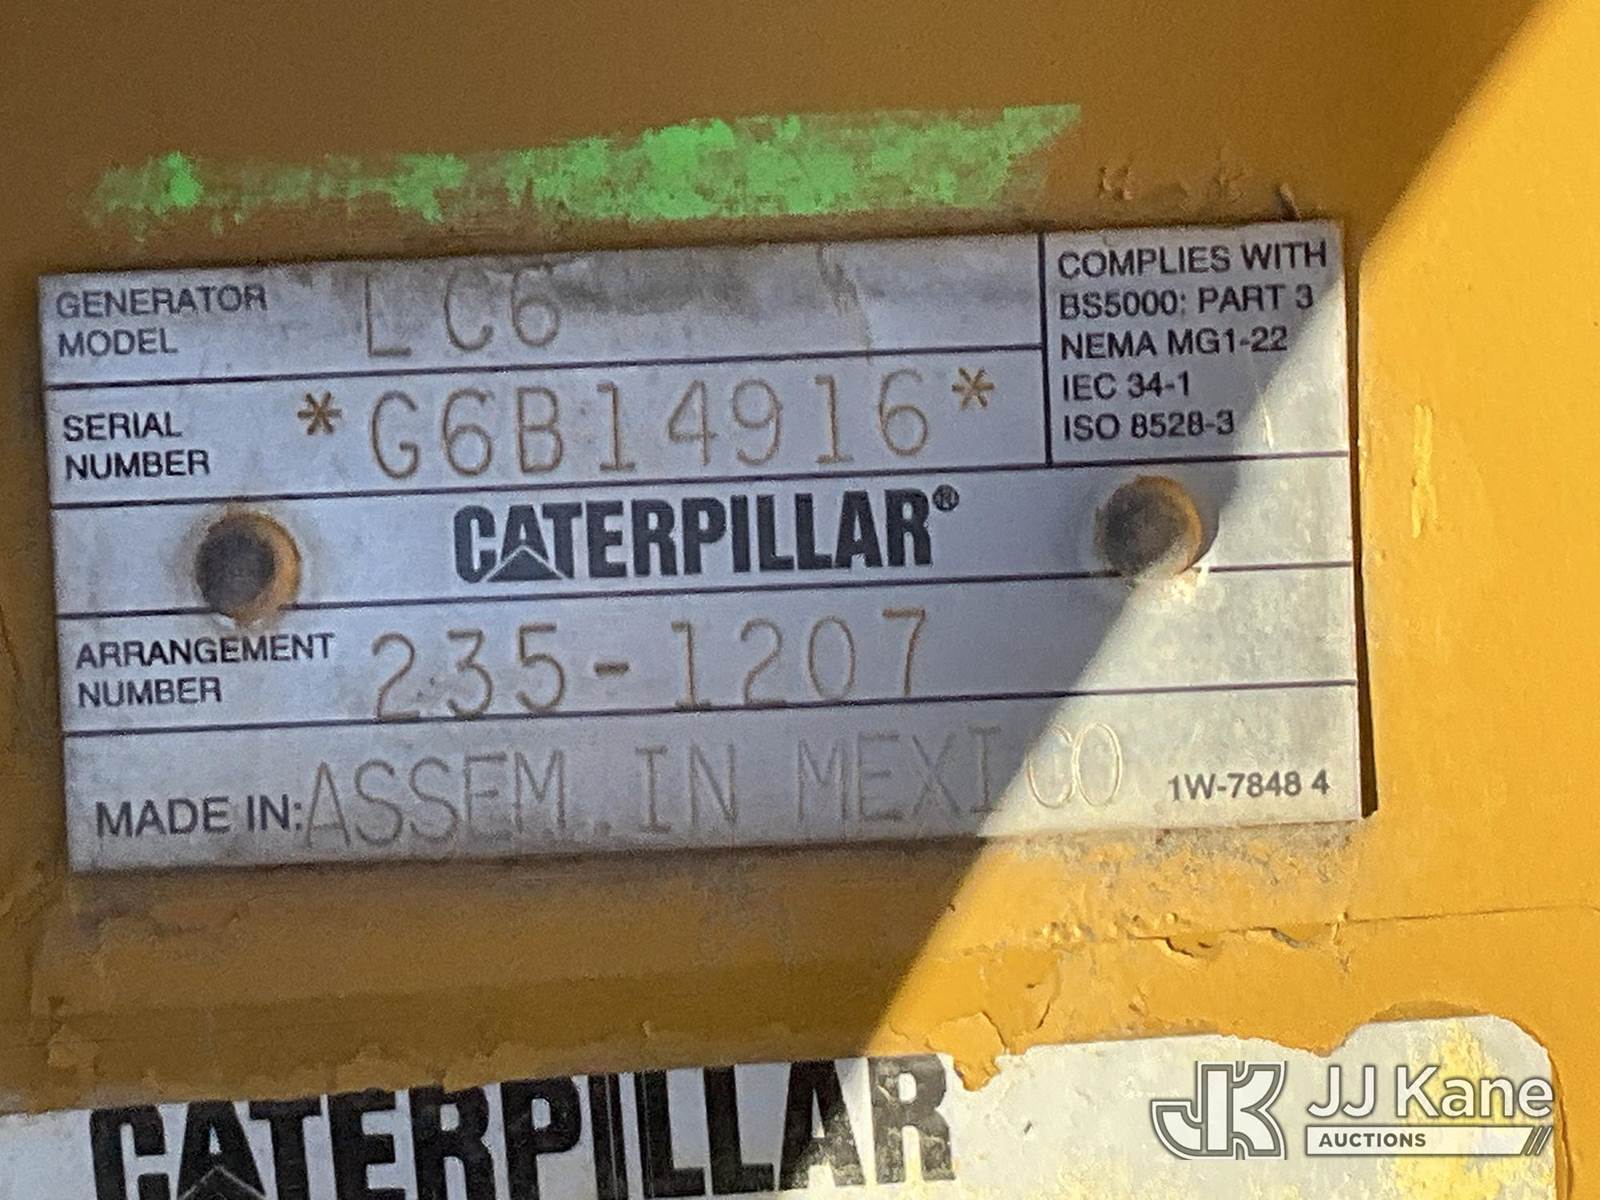 GENERATOR MODEL LC6
SERIAL NUMBER *G6B14916*
COMPLIES WITH
BS5000: PART 3
NEMA MG1-22
IEC 34-1
ISO 8528-3
CATERPILLAR®
ARRANGEMENT NUMBER 235-1207
MADE IN: ASSEM. IN MEXICO
1W-7848 4
CATERPILLAR
JK JJ Kane
AUCTIONS